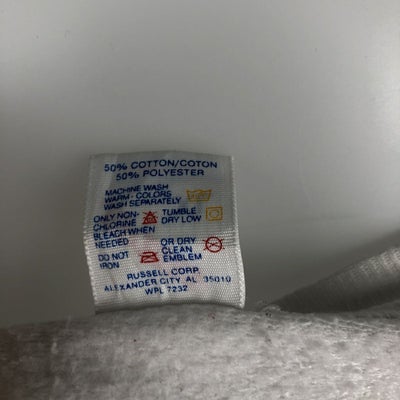 50% COTTON/COTON
50% POLYESTER
MACHINE WASH
WARM - COLORS
WASH SEPARATELY
ONLY NON-
CHLORINE
BLEACH WHEN
NEEDED
TUMBLE
DRY LOW
DO NOT
IRON
OR DRY
CLEAN
EMBLEM
RUSSELL CORP.
ALEXANDER CITY AL 35010
WPL 7232